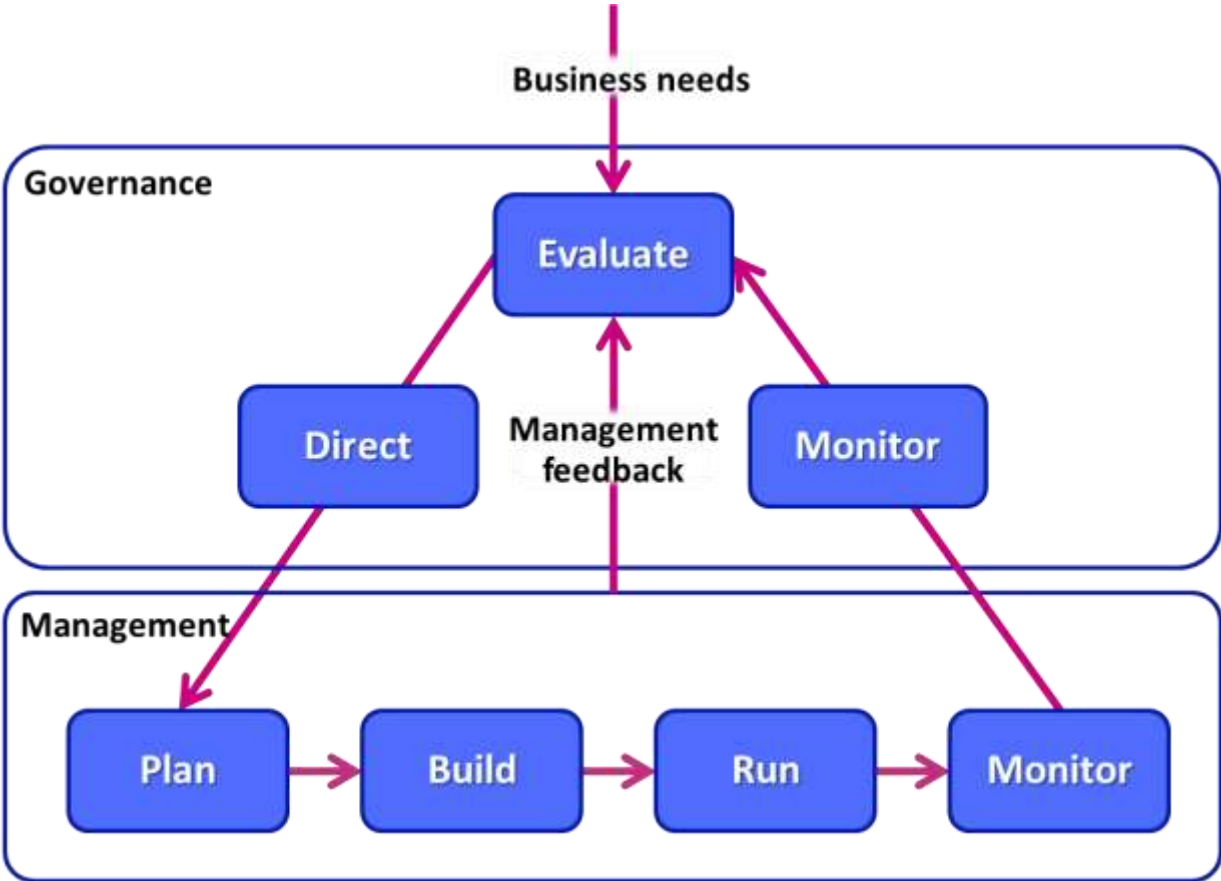 Business needs
Governance
Evaluate
Direct
Management
feedback
Monitor
Management
Plan
Build
Run
Monitor